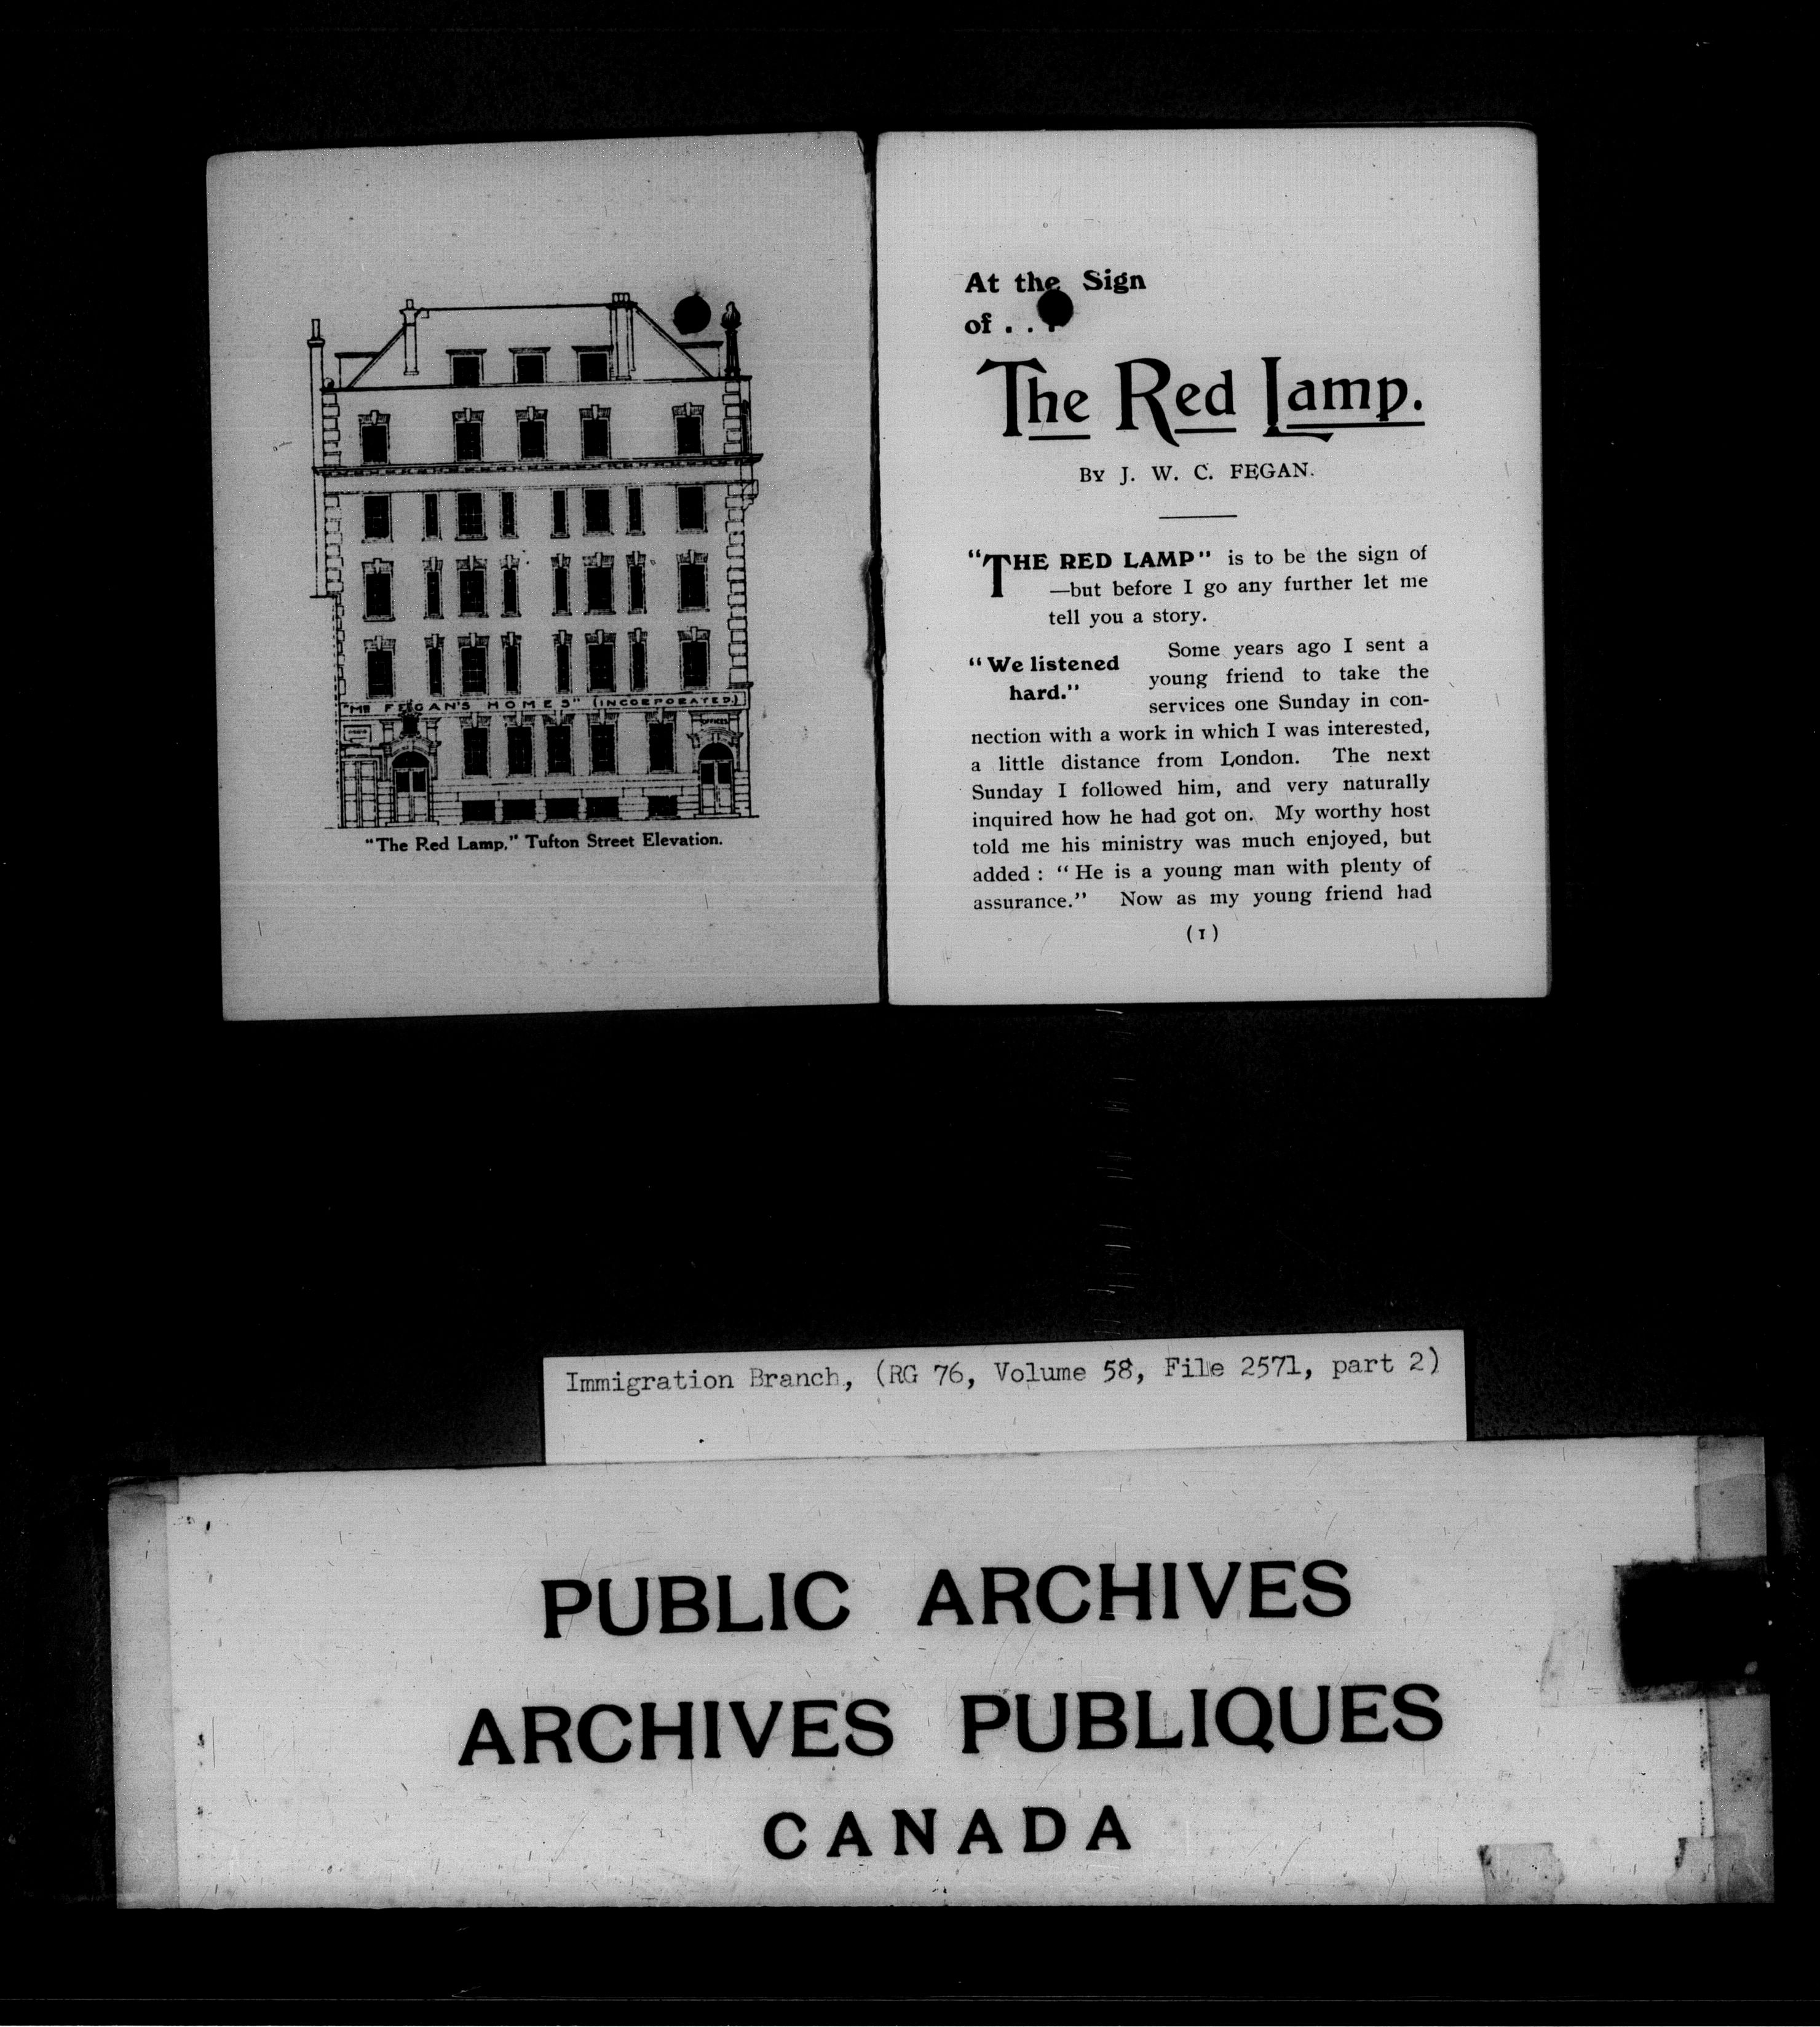 "MR FEGAN'S HOMES" (INCORPORATED.)
OFFICES
"The Red Lamp," Tufton Street Elevation.
At the Sign
of . . .
The Red Lamp.
By J. W. C. FEGAN.
"THE RED LAMP" is to be the sign of
—but before I go any further let me
tell you a story.
"We listened
hard."
Some years ago I sent a
young friend to take the
services one Sunday in con-
nection with a work in which I was interested,
a little distance from London. The next
Sunday I followed him, and very naturally
inquired how he had got on. My worthy host
told me his ministry was much enjoyed, but
added : "He is a young man with plenty of
assurance." Now as my young friend had
(1)
Immigration Branch, (RG 76, Volume 58, File 2571, part 2)
PUBLIC ARCHIVES
ARCHIVES PUBLIQUES
CANADA